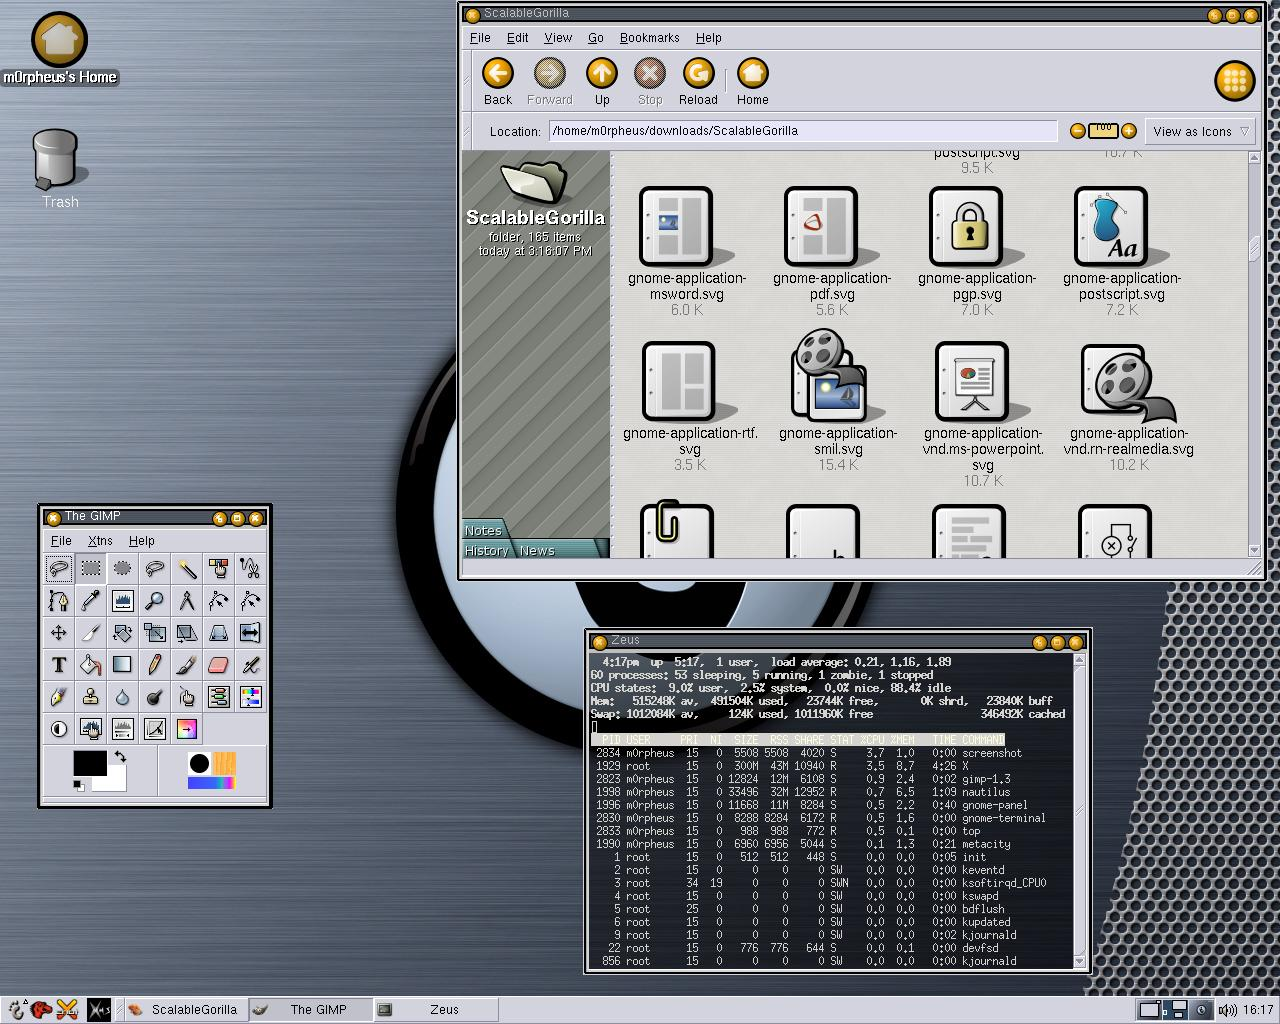 m0rpheus's Home
Trash
ScalableGorilla
File Edit View Go Bookmarks Help
Back Forward Up Stop Reload Home
Location: /home/m0rpheus/downloads/ScalableGorilla
100
View as Icons
ScalableGorilla
folder, 165 items
today at 3:16:07 PM
Notes
History News
postscript.svg
9.5 K
10.7 K
gnome-application-
msword.svg
6.0 K
gnome-application-
pdf.svg
5.6 K
gnome-application-
pgp.svg
7.0 K
Aa
gnome-application-
postscript.svg
7.2 K
gnome-application-rtf.
svg
3.5 K
gnome-application-
smil.svg
15.4 K
gnome-application-
vnd.ms-powerpoint.
svg
10.7 K
gnome-application-
vnd.rn-realmedia.svg
10.2 K
The GIMP
File Xtns Help
T
Zeus
4:17pm up 5:17, 1 user, load average: 0.21, 1.16, 1.89
60 processes: 53 sleeping, 5 running, 1 zombie, 1 stopped
CPU states: 9.0% user, 2.5% system, 0.0% nice, 88.4% idle
Mem: 515248K av, 491504K used, 23744K free, 0K shrd, 23840K buff
Swap: 1012084K av, 124K used, 1011960K free 346492K cached
PID USER PRI NI SIZE RSS SHARE STAT %CPU %MEM TIME COMMAND
2834 m0rpheus 15 0 5508 5508 4020 S 3.7 1.0 0:00 screenshot
1929 root 15 0 300M 43M 10940 R 3.5 8.7 4:26 X
2823 m0rpheus 15 0 12824 12M 6108 S 0.9 2.4 0:02 gimp-1.3
1998 m0rpheus 15 0 33496 32M 12952 R 0.7 6.5 1:09 nautilus
1996 m0rpheus 15 0 11668 11M 8284 S 0.5 2.2 0:40 gnome-panel
2830 m0rpheus 15 0 8288 8284 6172 R 0.5 1.6 0:00 gnome-terminal
2833 m0rpheus 15 0 988 988 772 R 0.5 0.1 0:00 top
1990 m0rpheus 15 0 6960 6956 5044 S 0.1 1.3 0:21 metacity
1 root 15 0 512 512 448 S 0.0 0.0 0:05 init
2 root 15 0 0 0 0 SW 0.0 0.0 0:00 keventd
3 root 34 19 0 0 0 SWN 0.0 0.0 0:00 ksoftirqd_CPU0
4 root 15 0 0 0 0 SW 0.0 0.0 0:00 kswapd
5 root 25 0 0 0 0 SW 0.0 0.0 0:00 bdflush
6 root 15 0 0 0 0 SW 0.0 0.0 0:00 kupdated
9 root 15 0 0 0 0 SW 0.0 0.0 0:02 kjournald
22 root 15 0 776 776 644 S 0.0 0.1 0:00 devfsd
856 root 15 0 0 0 0 SW 0.0 0.0 0:00 kjournald
ScalableGorilla The GIMP Zeus 16:17